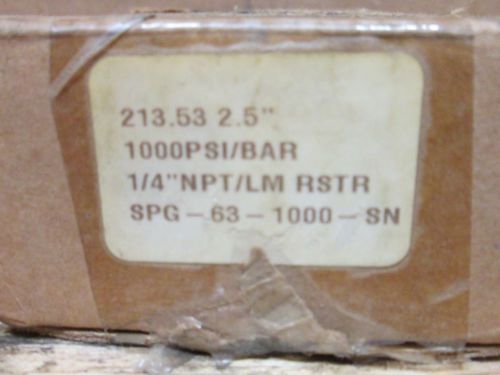 213.53 2.5"
1000PSI/BAR
1/4"NPT/LM RSTR
SPG-63-1000-SN